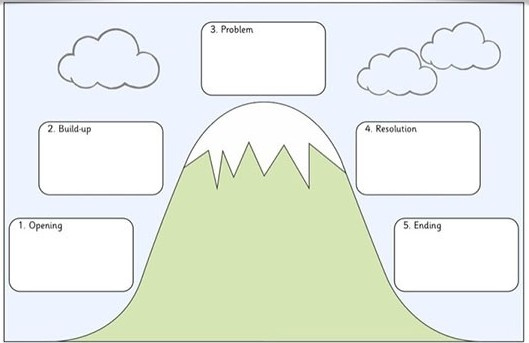 1. Opening
2. Build-up
3. Problem
4. Resolution
5. Ending